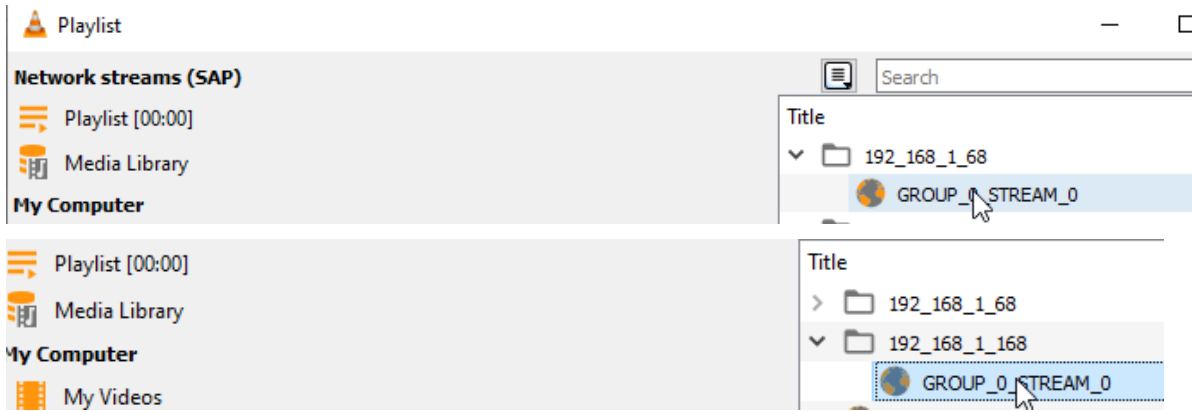 Playlist
Network streams (SAP)
Search
Playlist [00:00]
Title
Media Library
192_168_1_68
My Computer
GROUP_0_STREAM_0
Playlist [00:00]
Title
Media Library
192_168_1_68
My Computer
192_168_1_168
My Videos
GROUP_0_STREAM_0